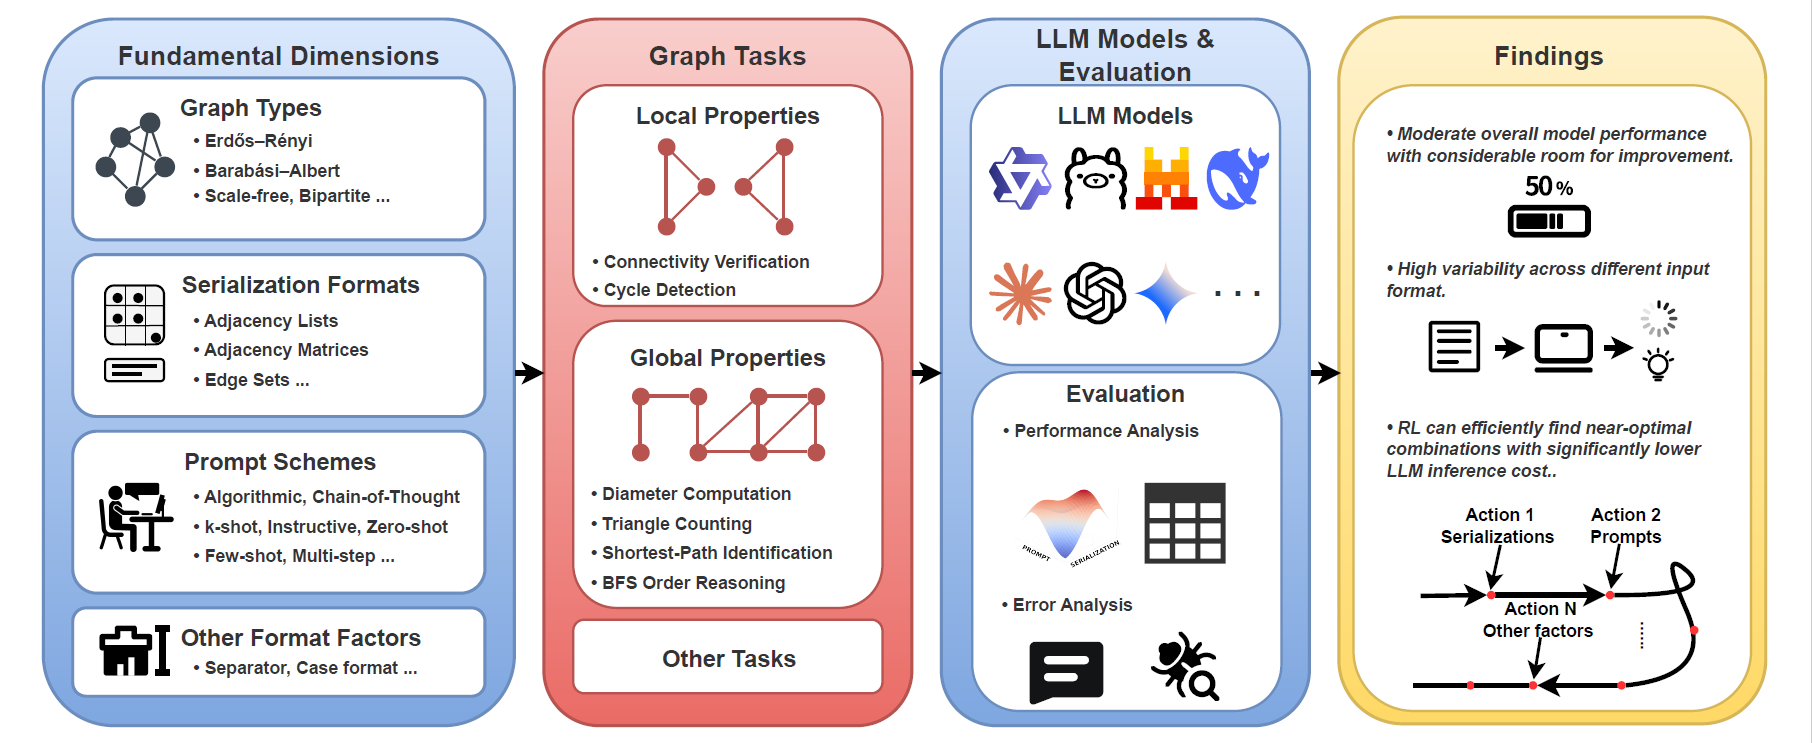 Fundamental Dimensions
Graph Types
• Erdős–Rényi
• Barabási–Albert
• Scale-free, Bipartite ...
Serialization Formats
• Adjacency Lists
• Adjacency Matrices
• Edge Sets ...
Prompt Schemes
• Algorithmic, Chain-of-Thought
• k-shot, Instructive, Zero-shot
• Few-shot, Multi-step ...
Other Format Factors
• Separator, Case format ...
Graph Tasks
Local Properties
• Connectivity Verification
• Cycle Detection
Global Properties
• Diameter Computation
• Triangle Counting
• Shortest-Path Identification
• BFS Order Reasoning
Other Tasks
LLM Models &
Evaluation
LLM Models
. . .
Evaluation
• Performance Analysis
PROMPT
SERIALIZATION
• Error Analysis
Findings
• Moderate overall model performance
with considerable room for improvement.
50 %
• High variability across different input
format.
• RL can efficiently find near-optimal
combinations with significantly lower
LLM inference cost..
Action 1
Serializations
Action 2
Prompts
Action N
Other factors